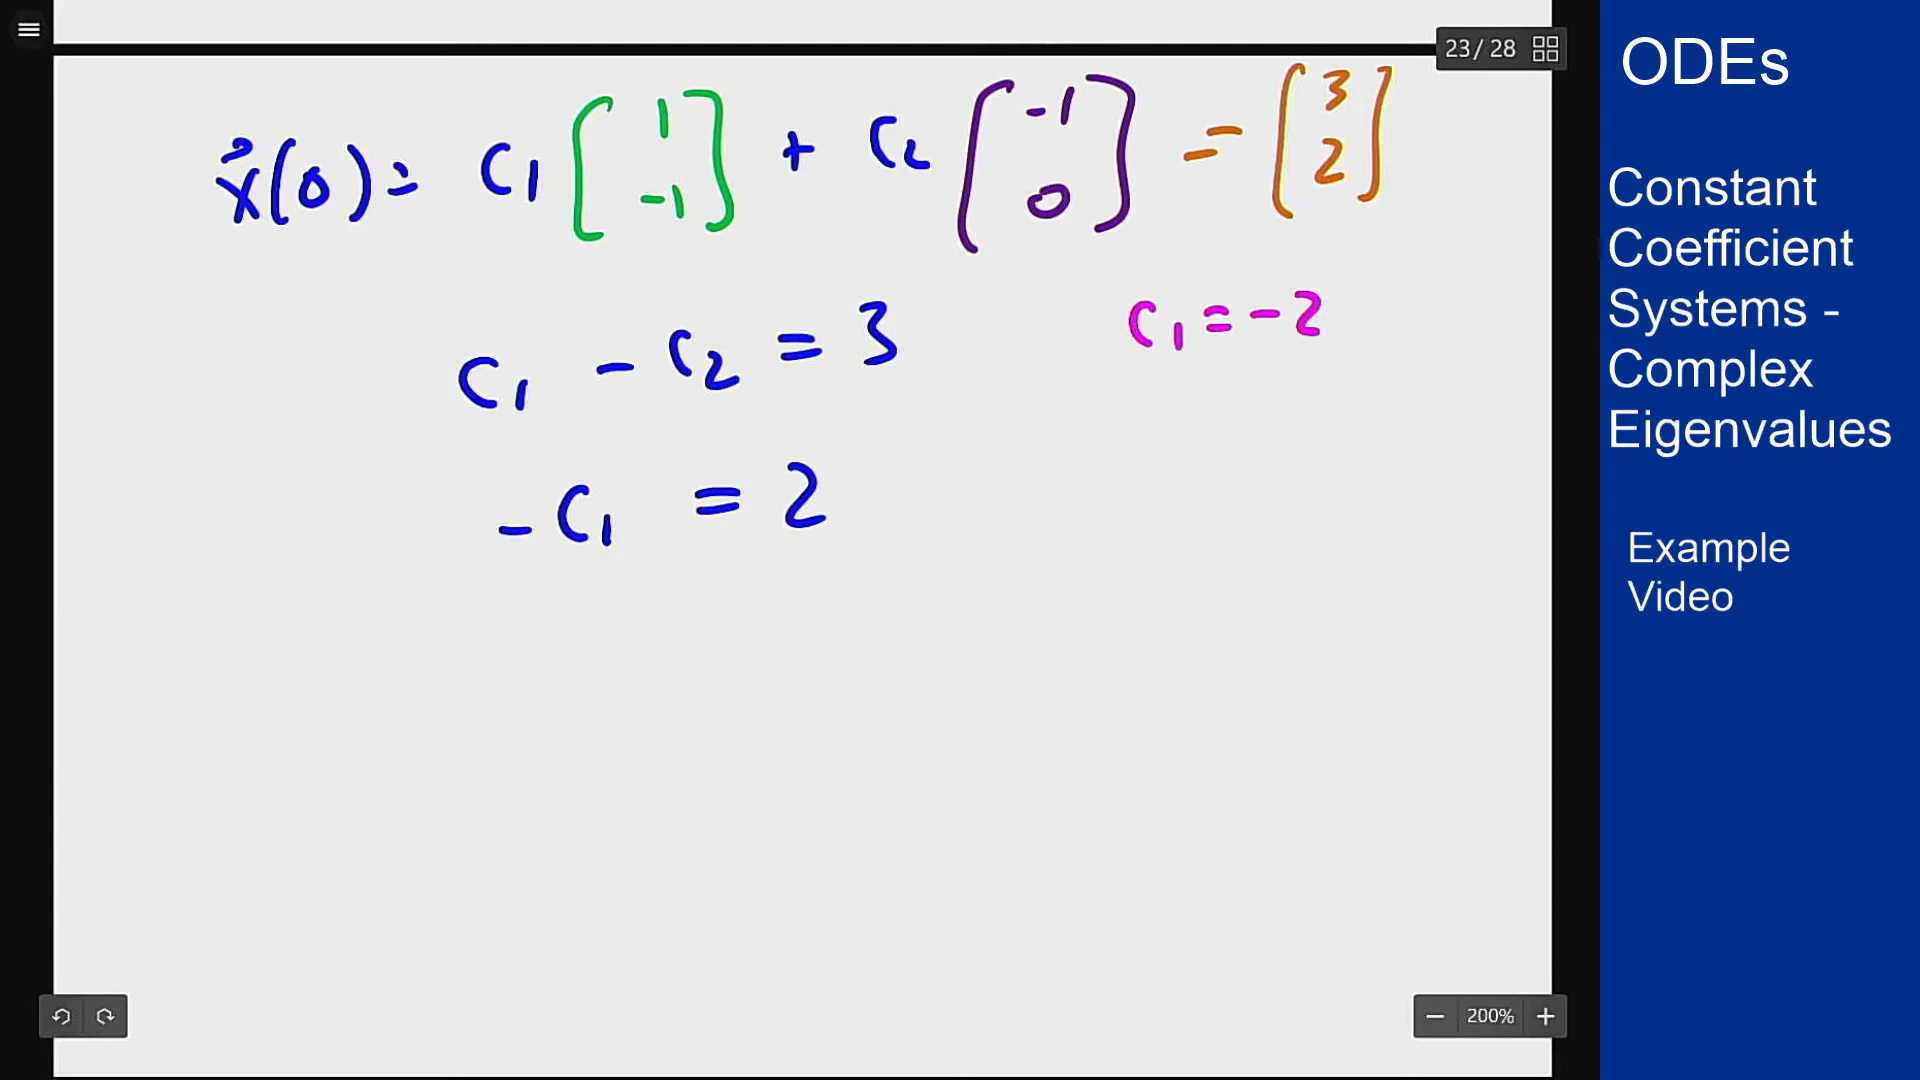 23 / 28
x⃗(0) = C₁ [1 -1] + C₂ [-1 0] = [3 2]
C₁ - C₂ = 3
C₁ = -2
-C₁ = 2
200%
ODEs
Constant
Coefficient
Systems -
Complex
Eigenvalues
Example
Video